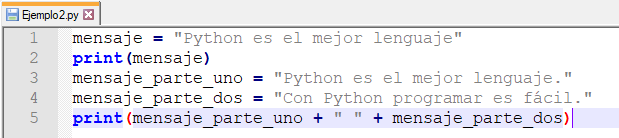 Ejemplo2.py
1 mensaje = "Python es el mejor lenguaje"
2 print(mensaje)
3 mensaje_parte_uno = "Python es el mejor lenguaje."
4 mensaje_parte_dos = "Con Python programar es fácil."
5 print(mensaje_parte_uno + " " + mensaje_parte_dos)